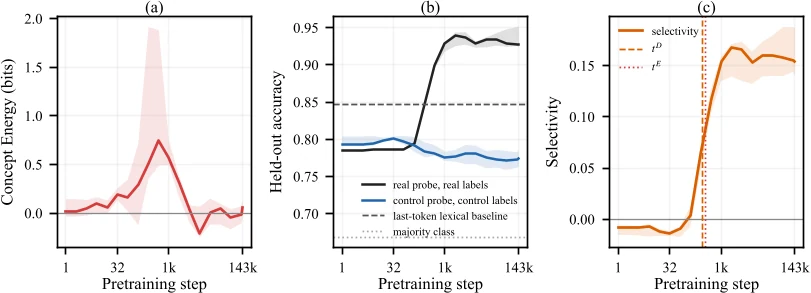 (a)
Concept Energy (bits)
2.0
1.5
1.0
0.5
0.0
1
32
1k
143k
Pretraining step
(b)
Held-out accuracy
0.95
0.90
0.85
0.80
0.75
0.70
real probe, real labels
control probe, control labels
last-token lexical baseline
majority class
1
32
1k
143k
Pretraining step
(c)
Selectivity
0.15
0.10
0.05
0.00
selectivity
t^D
t^E
1
32
1k
143k
Pretraining step